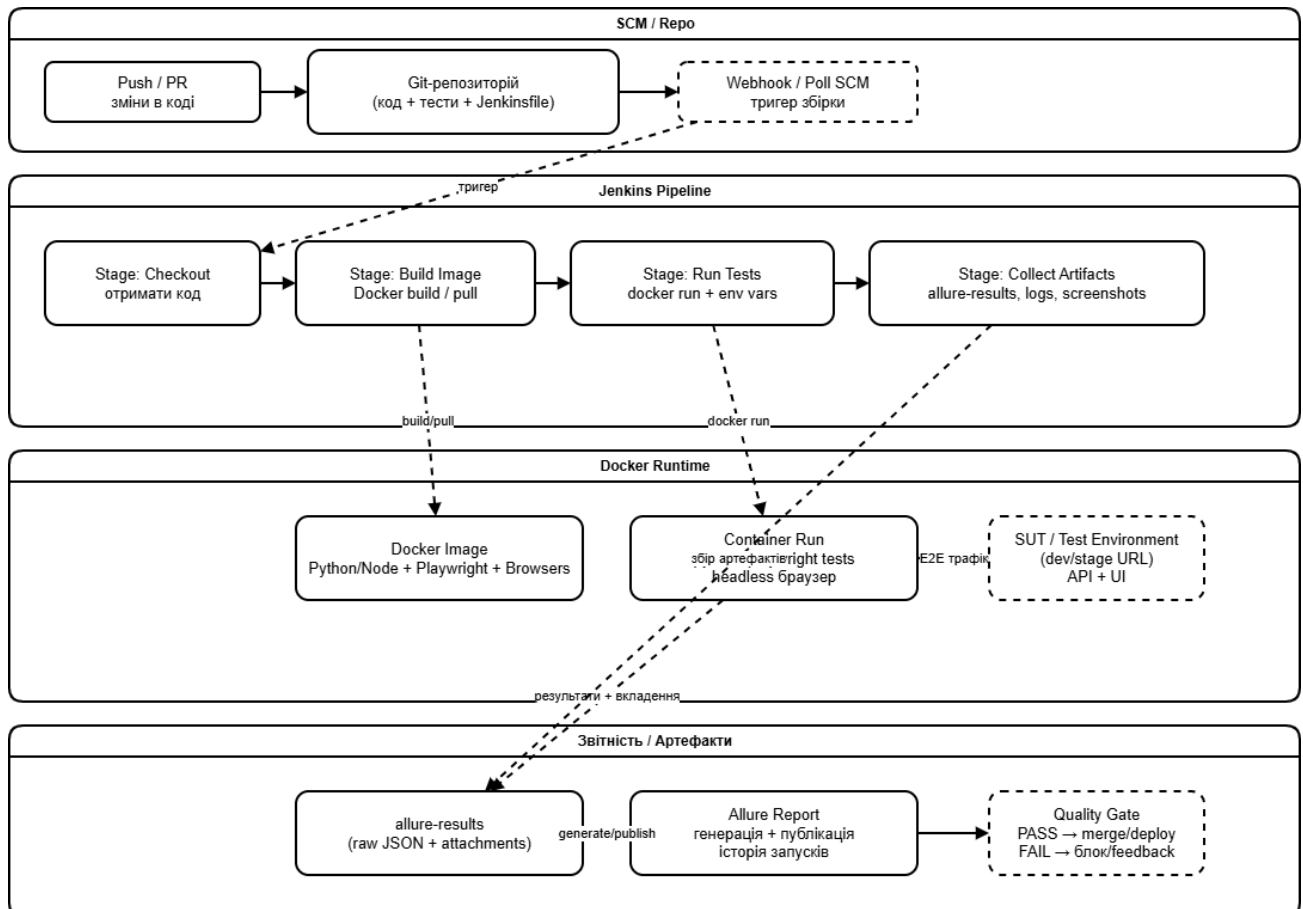 SCM / Repo
Push / PR
зміни в коді
Git-репозиторій
(код + тести + Jenkinsfile)
Webhook / Poll SCM
тригер збірки
тригер
Jenkins Pipeline
Stage: Checkout
отримати код
Stage: Build Image
Docker build / pull
Stage: Run Tests
docker run + env vars
Stage: Collect Artifacts
allure-results, logs, screenshots
build/pull
docker run
Docker Runtime
Docker Image
Python/Node + Playwright + Browsers
Container Run
збір артефактів
right tests
headless браузер
E2E трафік
SUT / Test Environment
(dev/stage URL)
API + UI
результати + вкладення
Звітність / Артефакти
allure-results
(raw JSON + attachments)
generate/publish
Allure Report
генерація + публікація
історія запусків
Quality Gate
PASS → merge/deploy
FAIL → блок/feedback